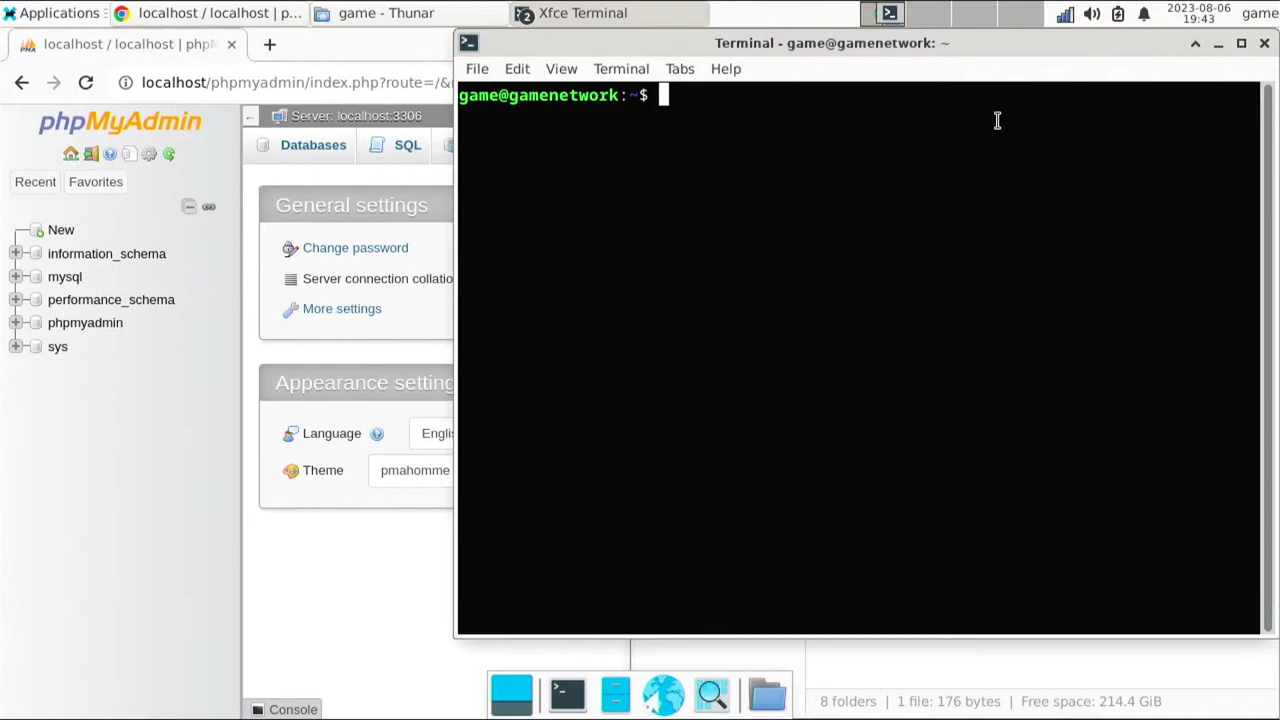 Applications
localhost / localhost | p...
game - Thunar
2
Xfce Terminal
2023-08-06
19:43
game
localhost / localhost | php
Terminal - game@gamenetwork: ~
localhost/phpmyadmin/index.php?route=/&
File Edit View Terminal Tabs Help
game@gamenetwork:~$
phpMyAdmin
Recent Favorites
New
information_schema
mysql
performance_schema
phpmyadmin
sys
Server: localhost:3306
Databases SQL
General settings
Change password
Server connection collatio
More settings
Appearance setting
Language Engli
Theme pmahomme
Console
8 folders | 1 file: 176 bytes | Free space: 214.4 GiB